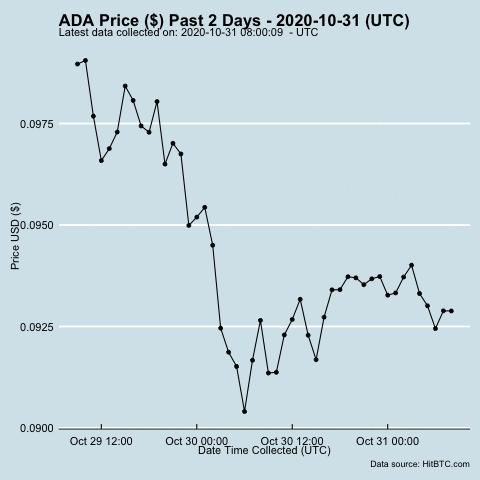 ADA Price ($) Past 2 Days - 2020-10-31 (UTC)
Latest data collected on: 2020-10-31 08:00:09  - UTC
0.0975
0.0950
0.0925
0.0900
Price USD ($)
Oct 29 12:00
Oct 30 00:00
Oct 30 12:00
Oct 31 00:00
Date Time Collected (UTC)
Data source: HitBTC.com